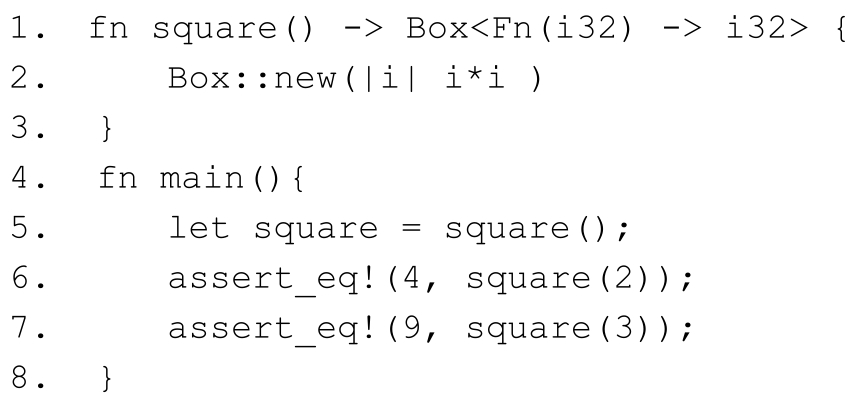 1. fn square() -> Box<Fn(i32) -> i32> {
2.     Box::new(|i| i*i )
3. }
4. fn main(){
5.     let square = square();
6.     assert_eq!(4, square(2));
7.     assert_eq!(9, square(3));
8. }